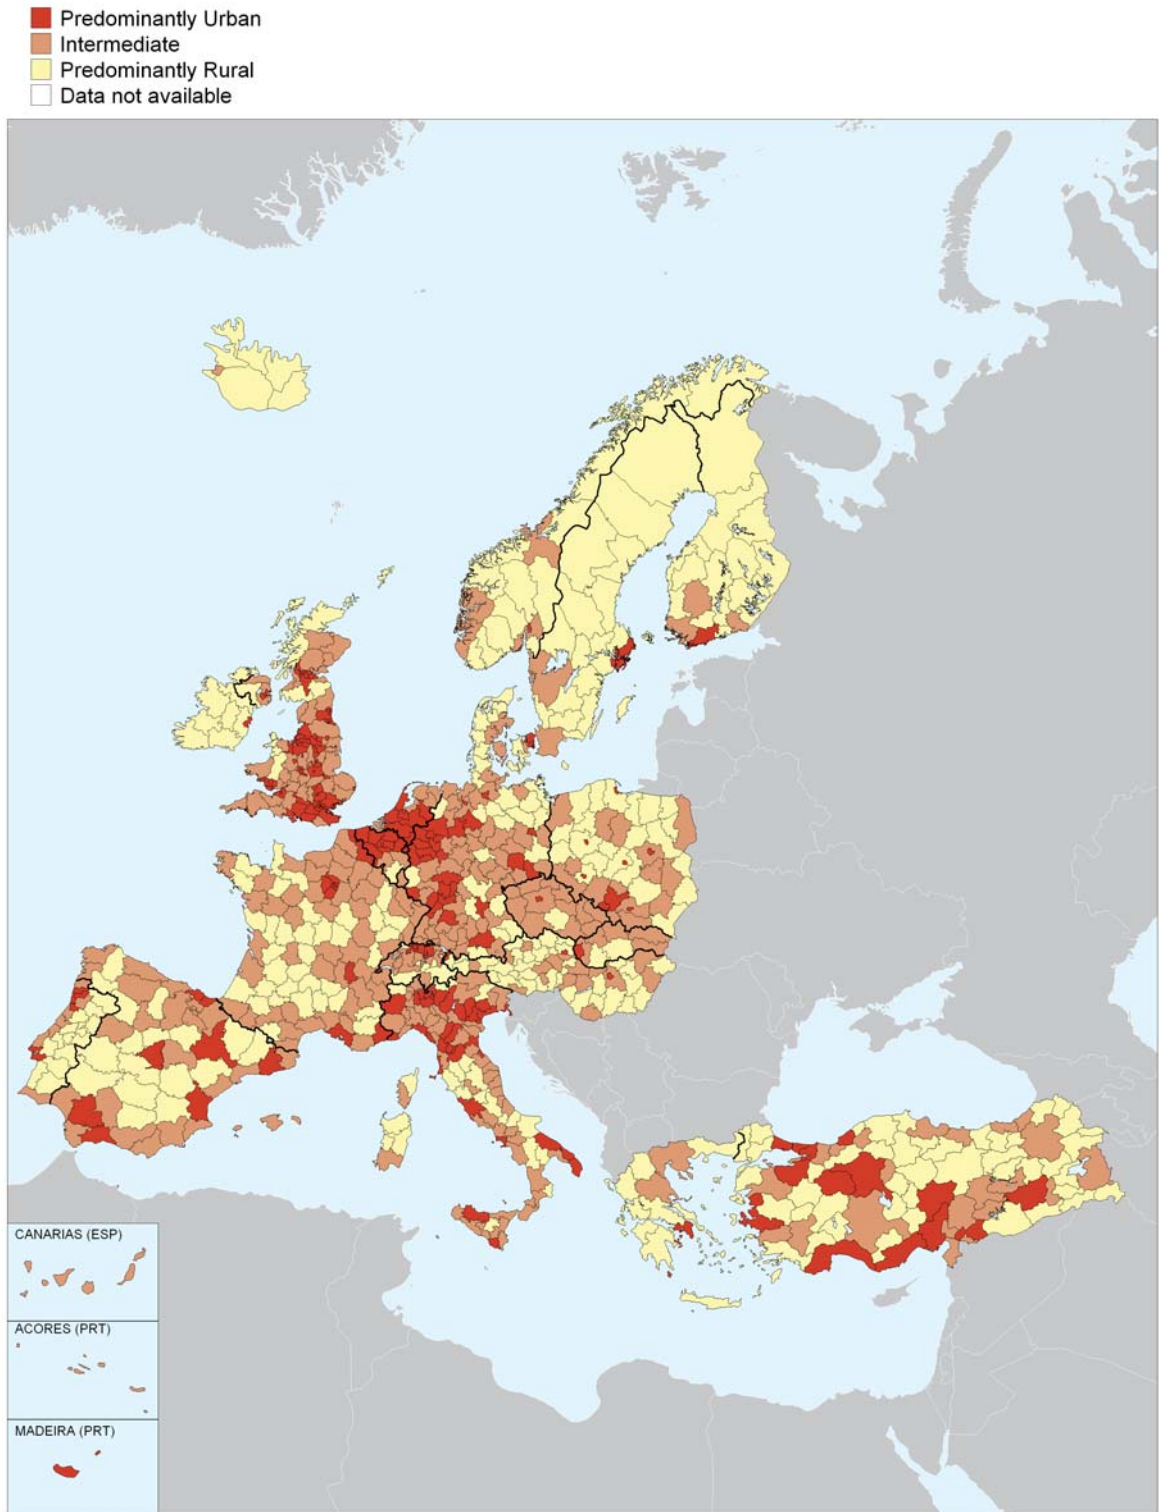 Predominantly Urban
Intermediate
Predominantly Rural
Data not available
CANARIAS (ESP)
ACORES (PRT)
MADEIRA (PRT)